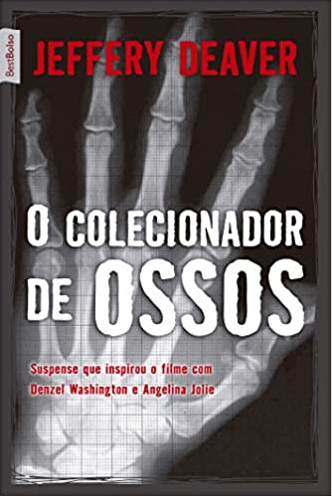 BestBolso
JEFFERY DEAVER
O COLECIONADOR
DE OSSOS
Suspense que inspirou o filme com
Denzel Washington e Angelina Jolie